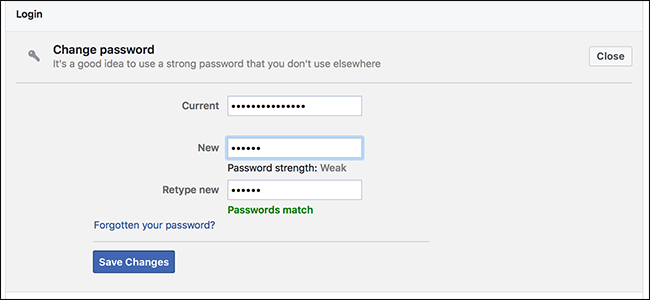 Login
Change password
It's a good idea to use a strong password that you don't use elsewhere
Close
Current •••••••••••••••
New ••••••
Password strength: Weak
Retype new ••••••
Passwords match
Forgotten your password?
Save Changes